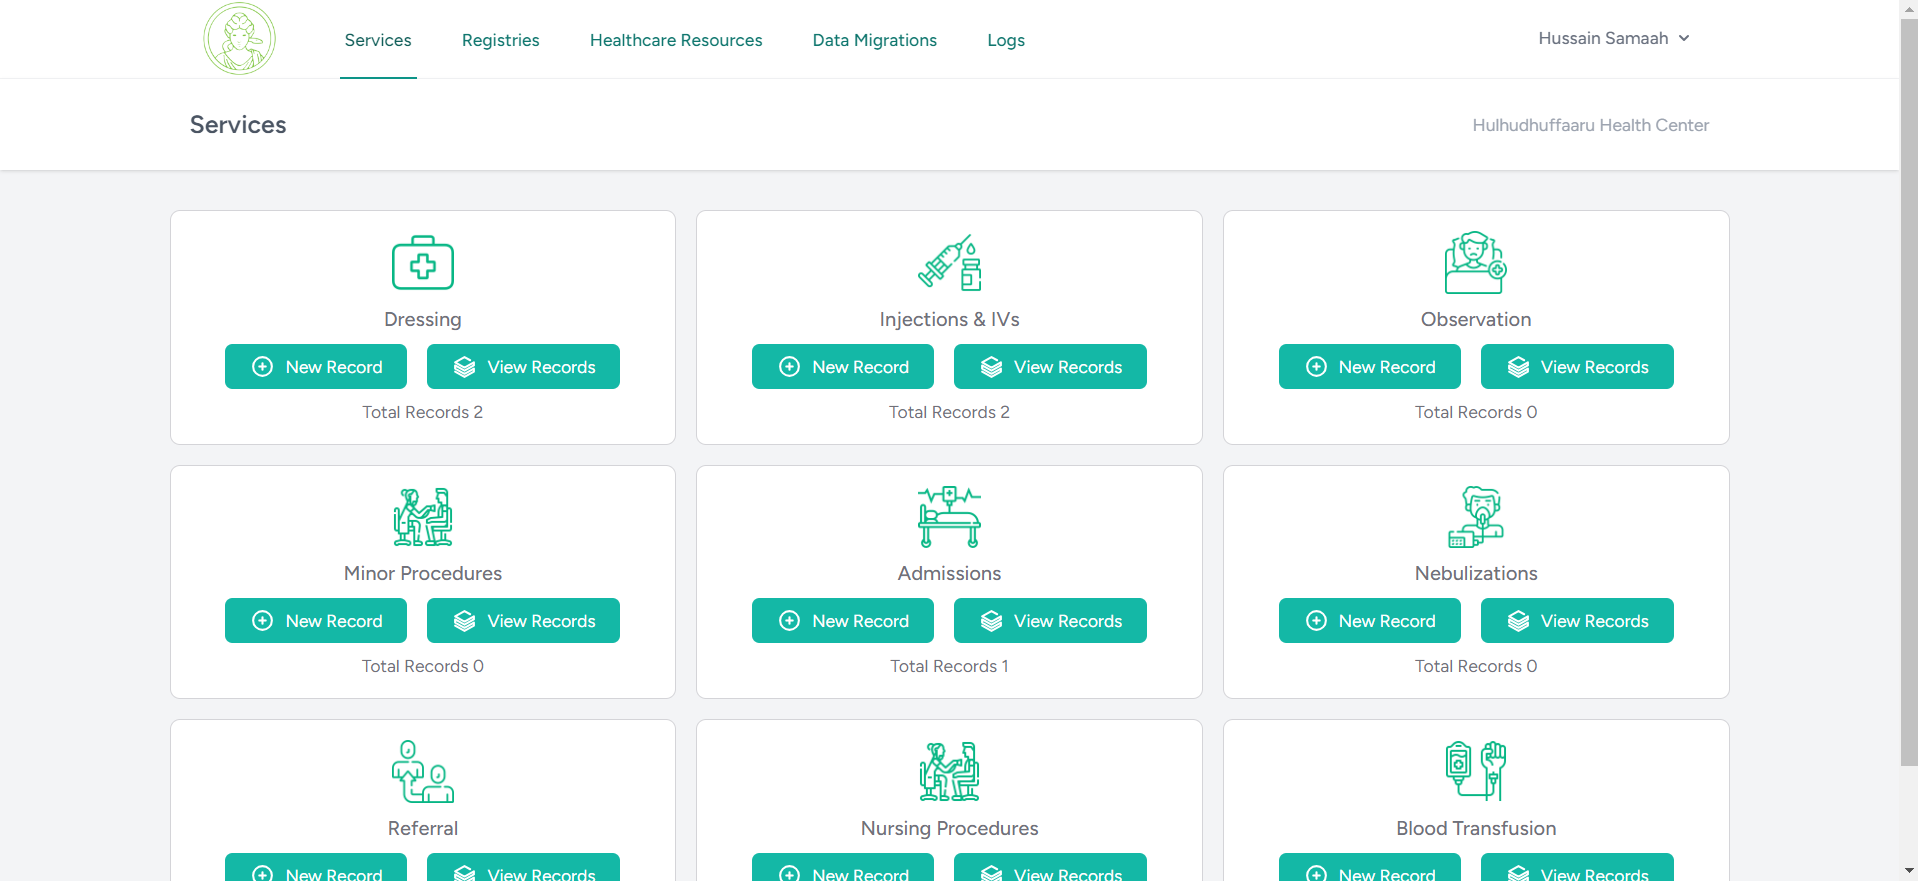 Services Registries Healthcare Resources Data Migrations Logs Hussain Samaah
Services Hulhudhuffaaru Health Center
Dressing Injections & IVs Observation
New Record View Records New Record View Records New Record View Records
Total Records 2 Total Records 2 Total Records 0
Minor Procedures Admissions Nebulizations
New Record View Records New Record View Records New Record View Records
Total Records 0 Total Records 1 Total Records 0
Referral Nursing Procedures Blood Transfusion
New Record View Records New Record View Records New Record View Records